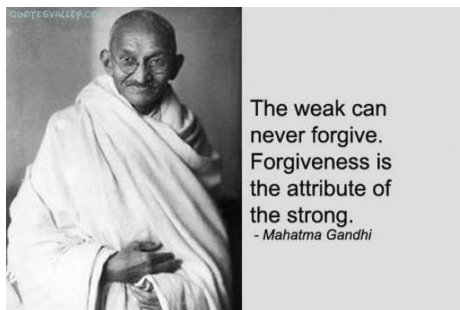 QUOTESVALLEY.COM
The weak can
never forgive.
Forgiveness is
the attribute of
the strong.
- Mahatma Gandhi